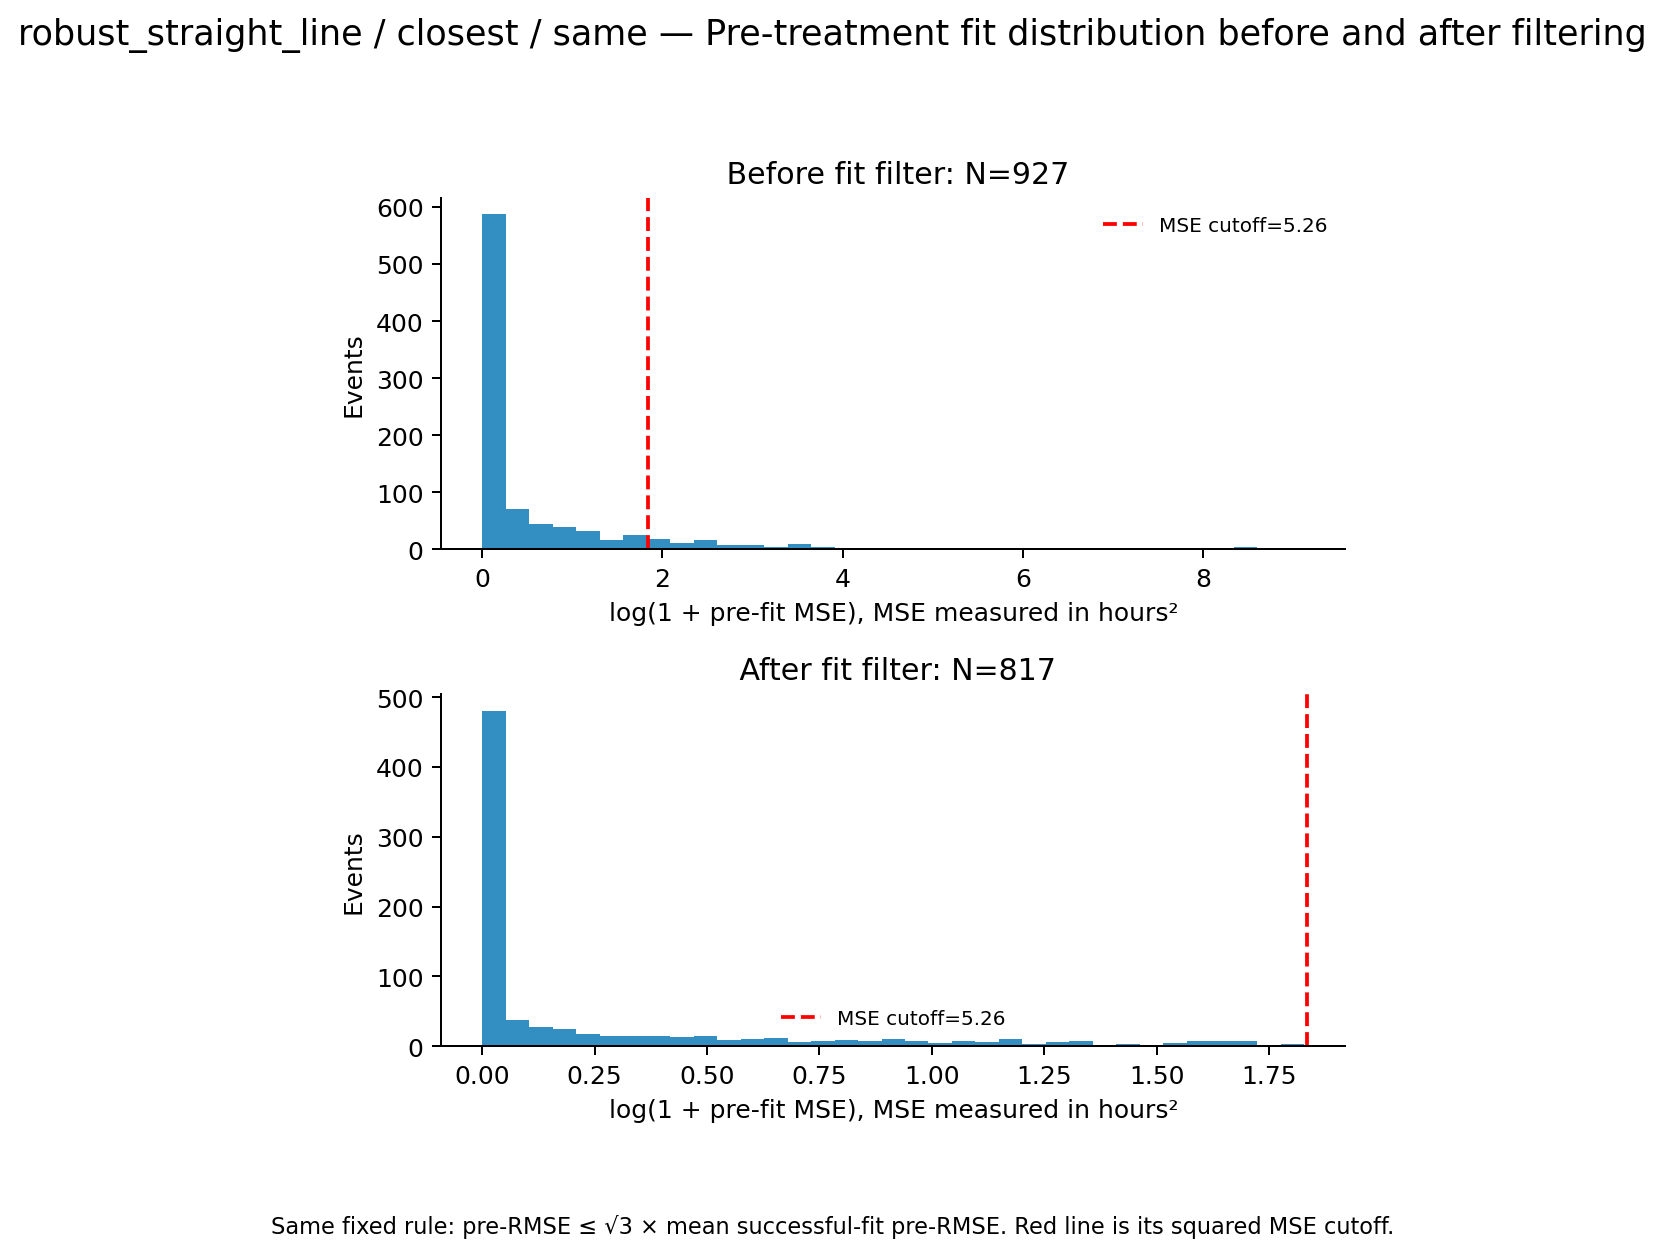 robust_straight_line / closest / same — Pre-treatment fit distribution before and after filtering
Before fit filter: N=927
600
500
400
300
200
100
0
Events
MSE cutoff=5.26
0 2 4 6 8
log(1 + pre-fit MSE), MSE measured in hours²
After fit filter: N=817
500
400
300
200
100
0
Events
MSE cutoff=5.26
0.00 0.25 0.50 0.75 1.00 1.25 1.50 1.75
log(1 + pre-fit MSE), MSE measured in hours²
Same fixed rule: pre-RMSE ≤ √3 × mean successful-fit pre-RMSE. Red line is its squared MSE cutoff.